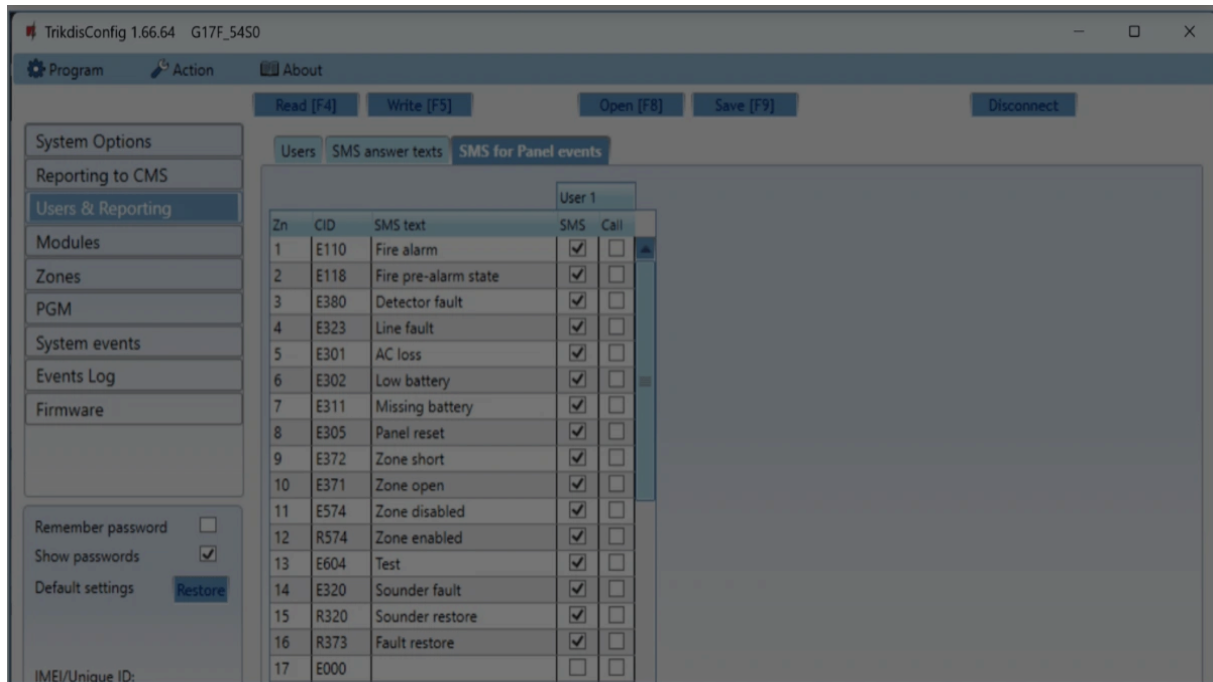 TrikdisConfig 1.66.64 G17F_54S0
Program Action About
Read [F4] Write [F5] Open [F8] Save [F9] Disconnect
System Options
Reporting to CMS
Users & Reporting
Modules
Zones
PGM
System events
Events Log
Firmware
Remember password
Show passwords
Default settings Restore
IMEI/Unique ID:
Users SMS answer texts SMS for Panel events
User 1
Zn CID SMS text SMS Call
1 E110 Fire alarm
2 E118 Fire pre-alarm state
3 E380 Detector fault
4 E323 Line fault
5 E301 AC loss
6 E302 Low battery
7 E311 Missing battery
8 E305 Panel reset
9 E372 Zone short
10 E371 Zone open
11 E574 Zone disabled
12 R574 Zone enabled
13 E604 Test
14 E320 Sounder fault
15 R320 Sounder restore
16 R373 Fault restore
17 E000